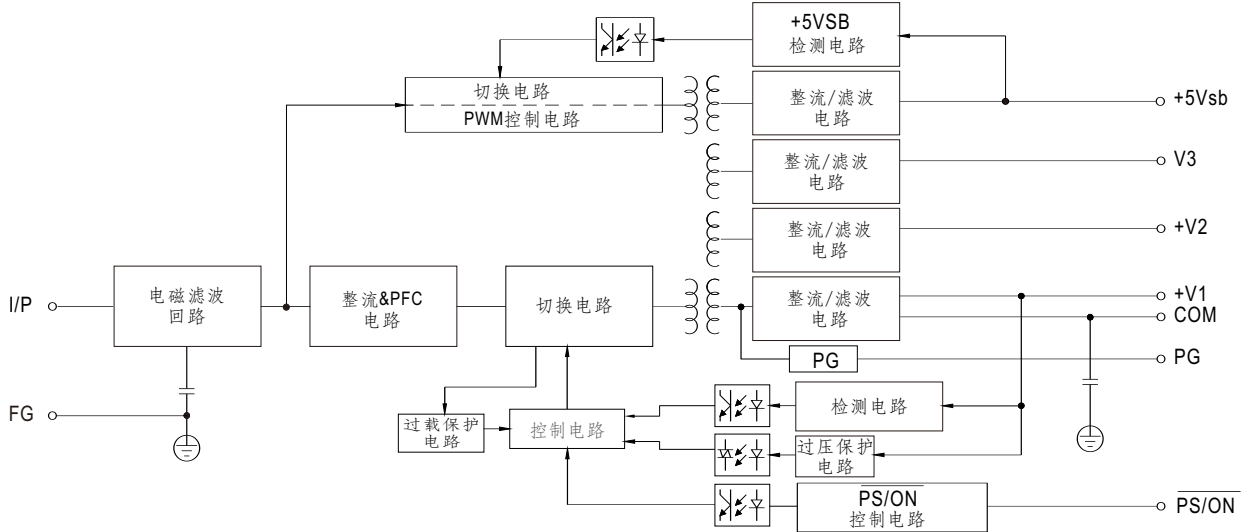 +5VSB
检测电路
切换电路
PWM控制电路
整流/滤波
电路
+5Vsb
整流/滤波
电路
V3
整流/滤波
电路
+V2
I/P
电磁滤波
回路
整流&PFC
电路
切换电路
整流/滤波
电路
+V1
COM
PG
PG
FG
过载保护
电路
控制电路
检测电路
过压保护
电路
PS/ON
控制电路
PS/ON